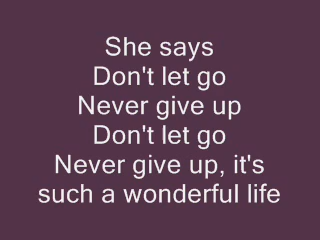 She says
Don't let go
Never give up
Don't let go
Never give up, it's
such a wonderful life